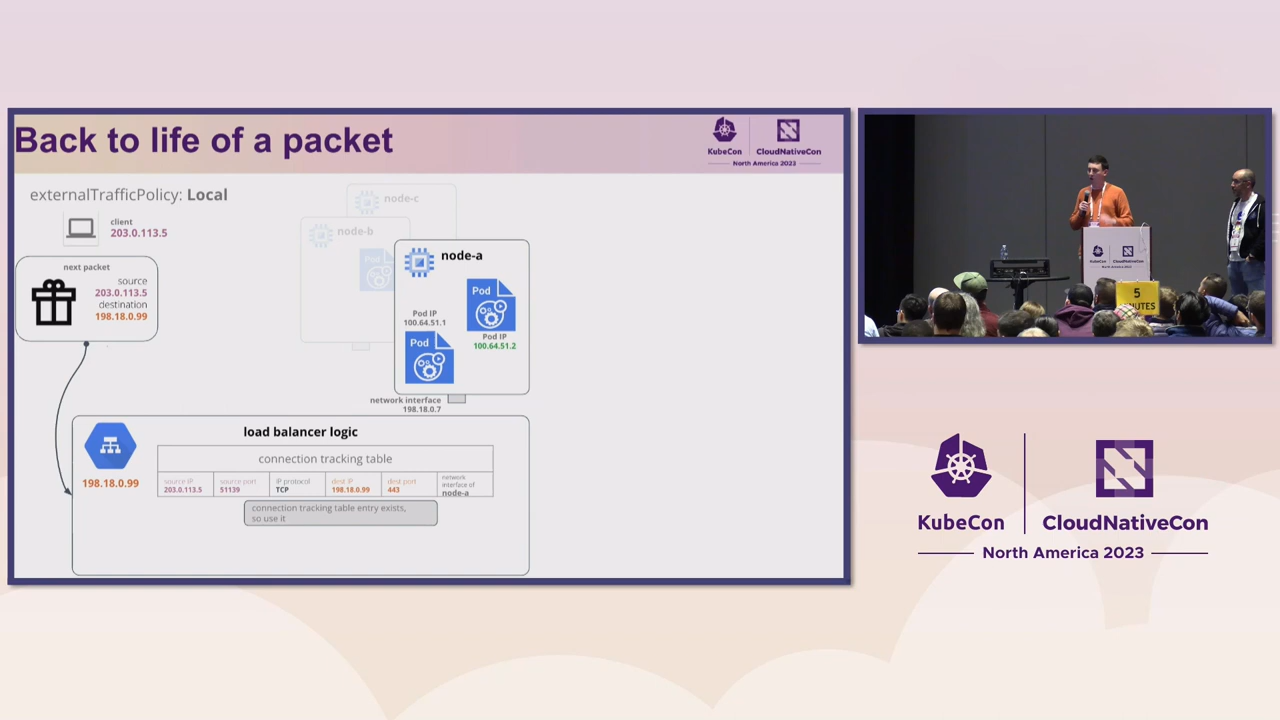 Back to life of a packet
KubeCon
CloudNativeCon
North America 2023
externalTrafficPolicy: Local
client
203.0.113.5
next packet
source
203.0.113.5
destination
198.18.0.99
node-c
node-b
node-a
Pod
Pod IP
100.64.51.1
Pod
Pod IP
100.64.51.2
network interface
198.18.0.7
load balancer logic
198.18.0.99
connection tracking table
source IP
203.0.113.5
source port
51139
IP protocol
TCP
dest IP
198.18.0.99
dest port
443
network
interface of
node-a
connection tracking table entry exists,
so use it
5
MINUTES
KubeCon
CloudNativeCon
North America 2023